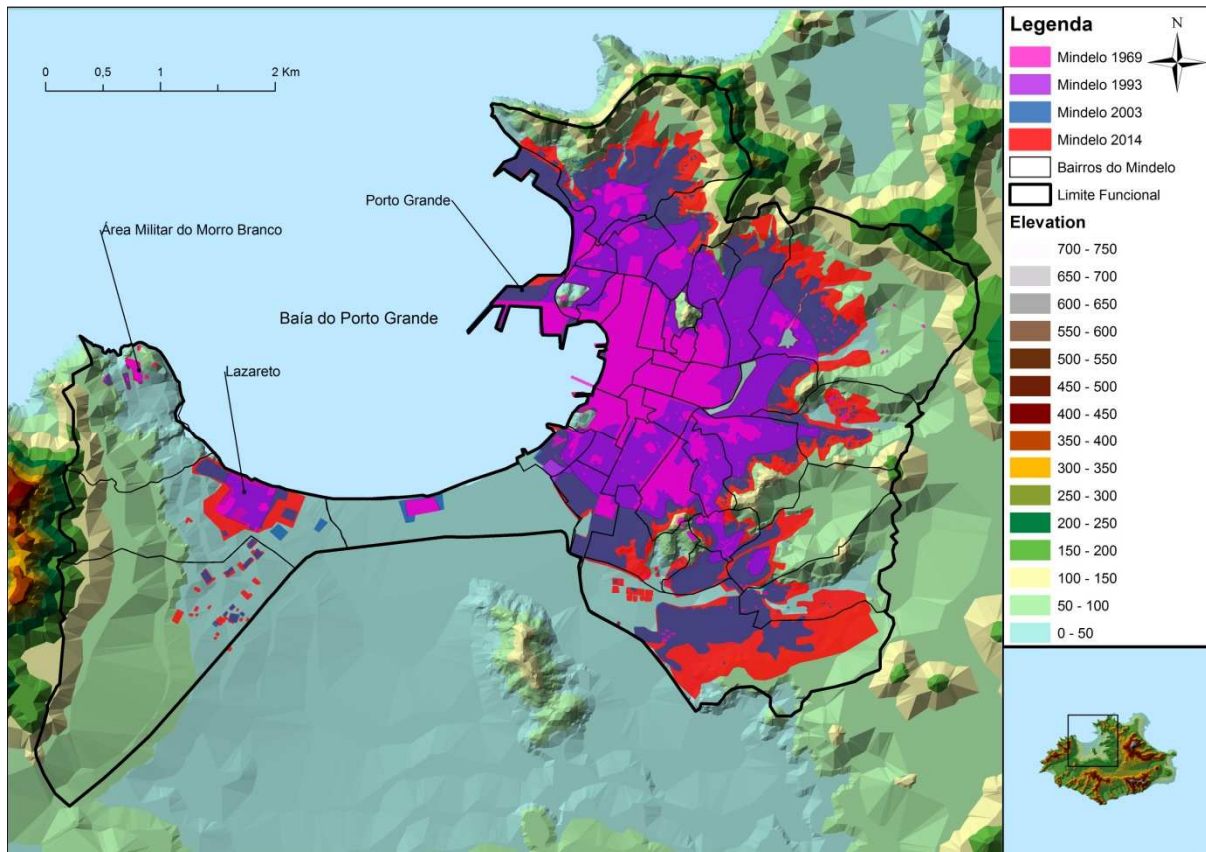 0 0,5 1 2 Km
Porto Grande
Área Militar do Morro Branco
Baía do Porto Grande
Lazareto
Legenda
N
Mindelo 1969
Mindelo 1993
Mindelo 2003
Mindelo 2014
Bairros do Mindelo
Limite Funcional
Elevation
700 - 750
650 - 700
600 - 650
550 - 600
500 - 550
450 - 500
400 - 450
350 - 400
300 - 350
250 - 300
200 - 250
150 - 200
100 - 150
50 - 100
0 - 50